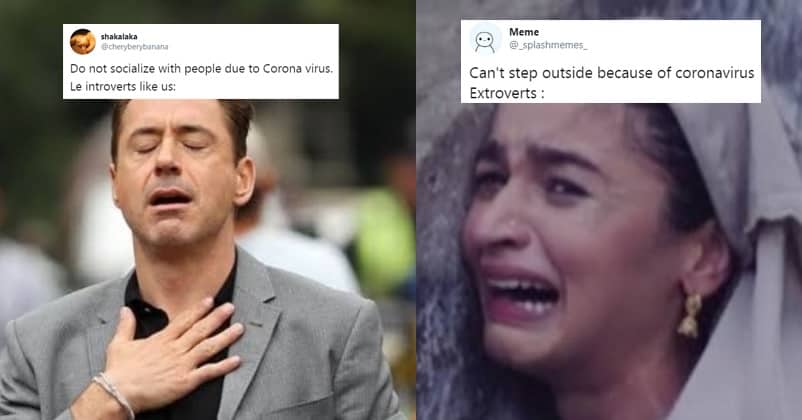 shakalaka
@cheryberybanana
Do not socialize with people due to Corona virus.
Le introverts like us:
Meme
@_splashmemes_
Can't step outside because of coronavirus
Extroverts :